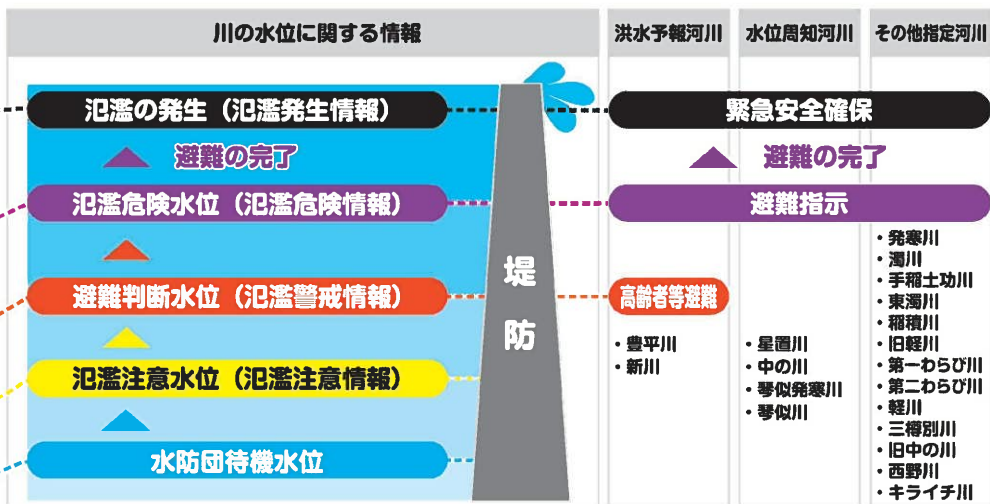 川の水位に関する情報
洪水予報河川
水位周知河川
その他指定河川
氾濫の発生（氾濫発生情報）
緊急安全確保
避難の完了
避難の完了
氾濫危険水位（氾濫危険情報）
避難指示
避難判断水位（氾濫警戒情報）
高齢者等避難
氾濫注意水位（氾濫注意情報）
水防団待機水位
堤防
・豊平川
・新川
・星置川
・中の川
・琴似発寒川
・琴似川
・発寒川
・濁川
・手稲土功川
・東濁川
・稲積川
・旧軽川
・第一わらび川
・第二わらび川
・軽川
・三樽別川
・旧中の川
・西野川
・キライチ川